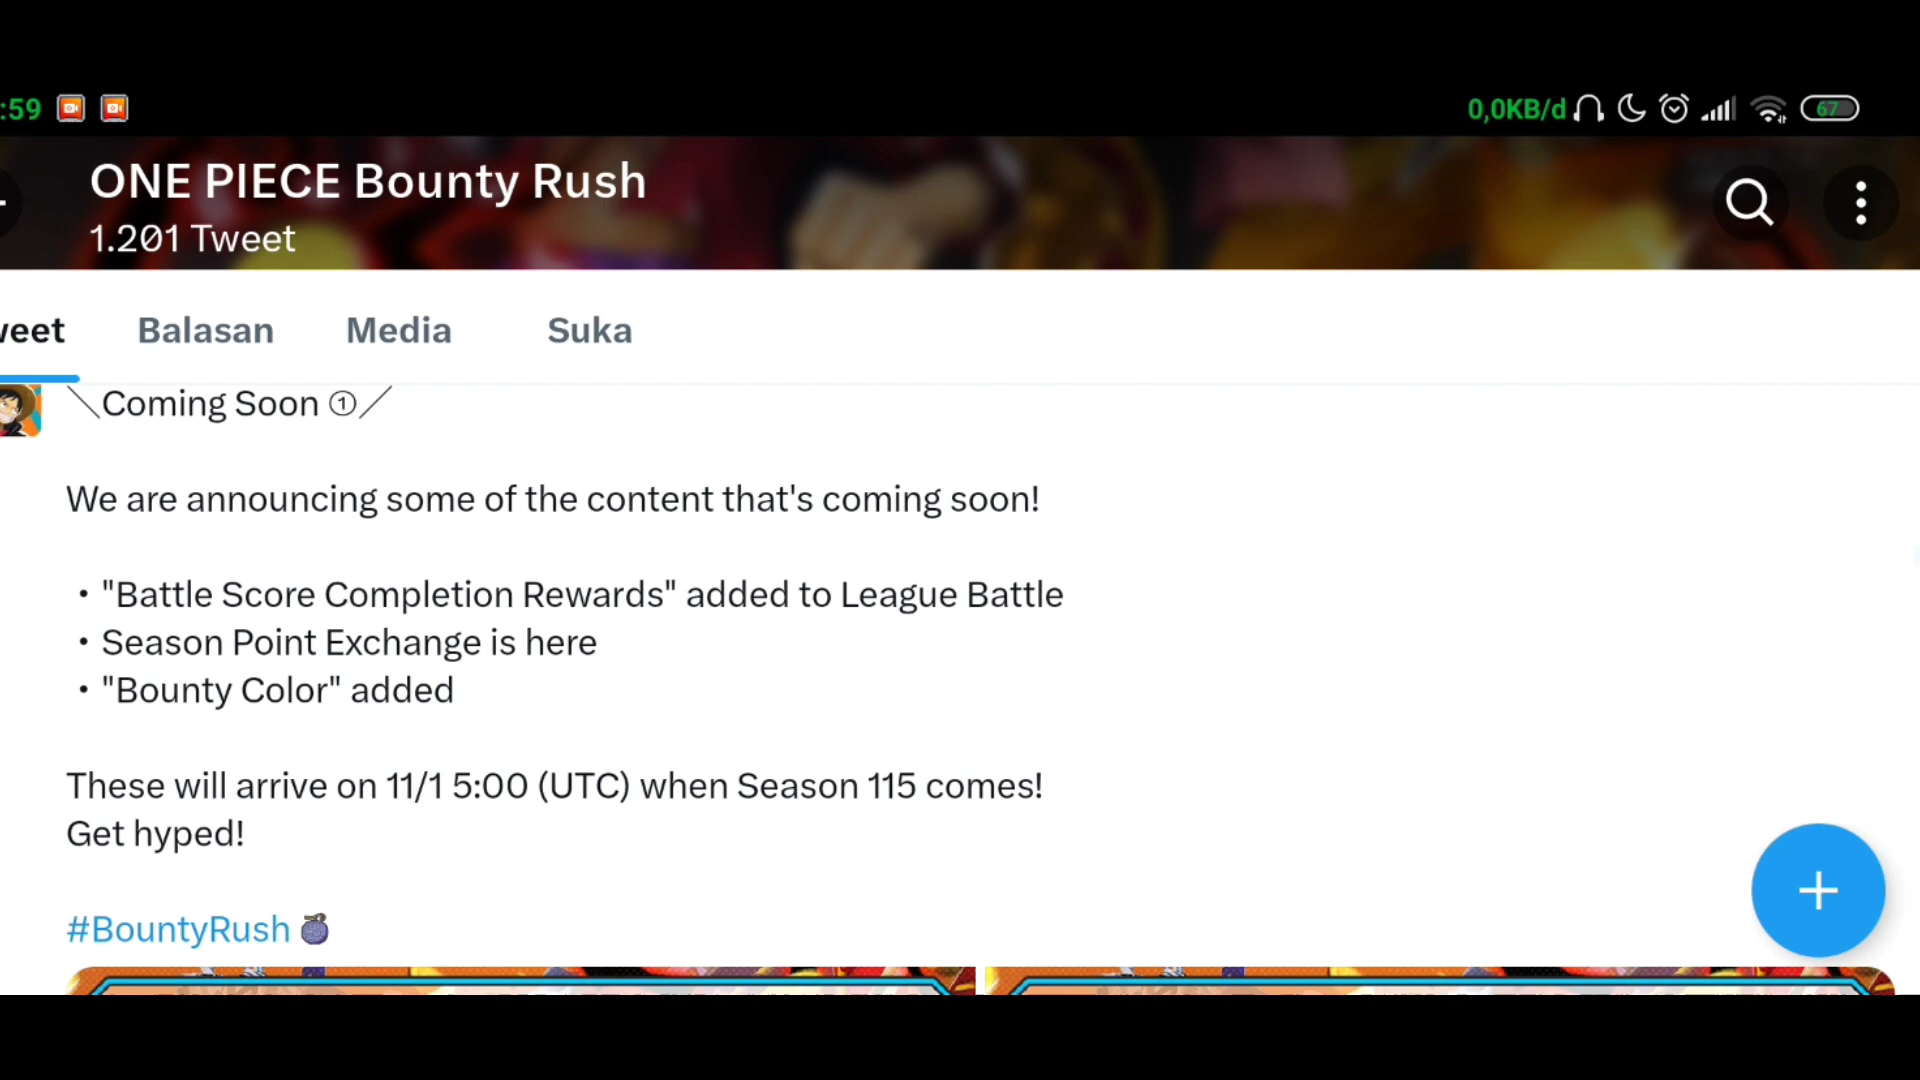 :59
0,0KB/d
67
ONE PIECE Bounty Rush
1.201 Tweet
weet Balasan Media Suka
＼Coming Soon ①／
We are announcing some of the content that's coming soon!
・"Battle Score Completion Rewards" added to League Battle
・Season Point Exchange is here
・"Bounty Color" added
These will arrive on 11/1 5:00 (UTC) when Season 115 comes!
Get hyped!
#BountyRush